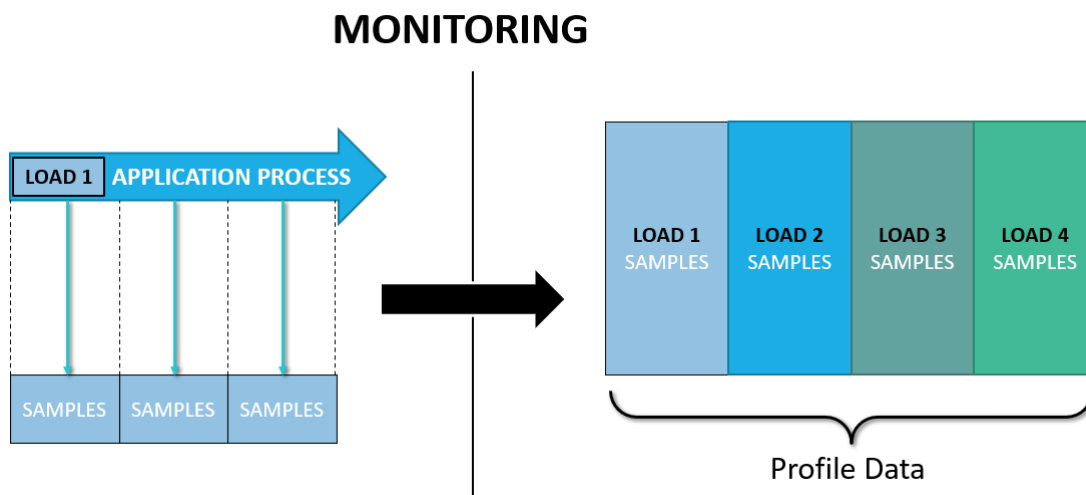 MONITORING
LOAD 1 APPLICATION PROCESS
SAMPLES SAMPLES SAMPLES
LOAD 1 LOAD 2 LOAD 3 LOAD 4
SAMPLES SAMPLES SAMPLES SAMPLES
Profile Data